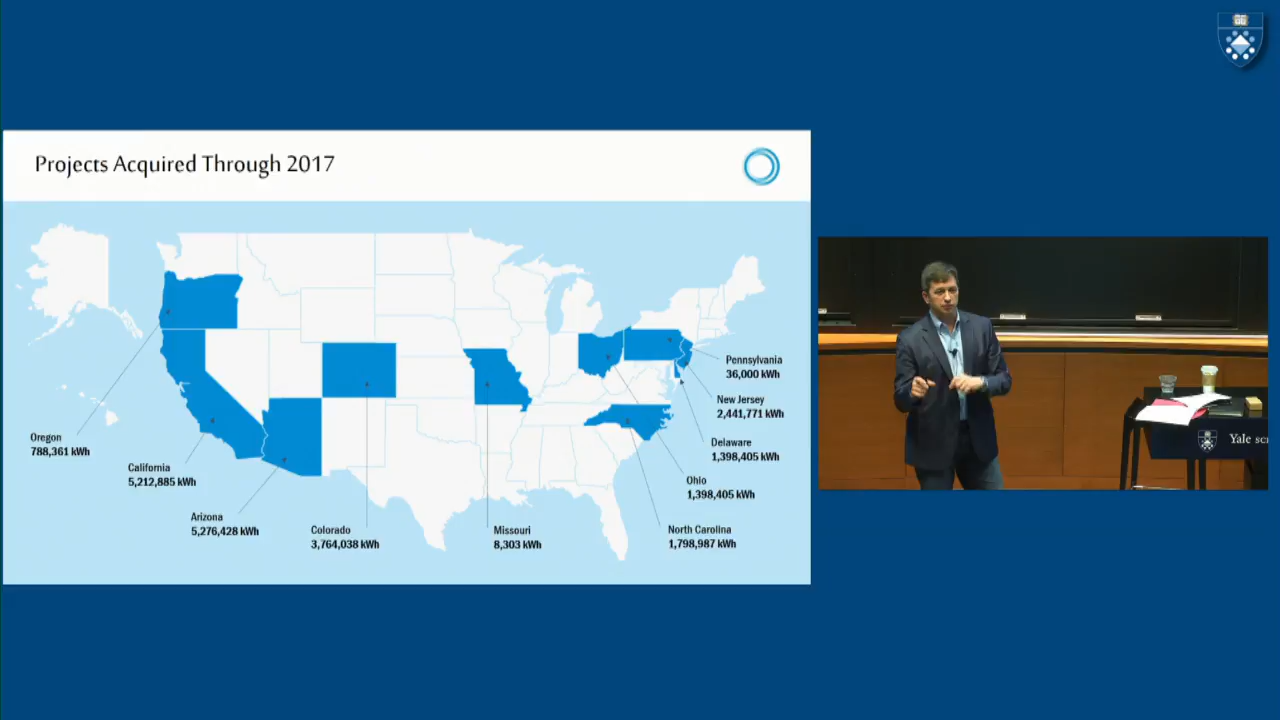 Projects Acquired Through 2017
Pennsylvania
36,000 kWh
New Jersey
2,441,771 kWh
Oregon
788,361 kWh
Delaware
1,398,405 kWh
California
5,212,885 kWh
Ohio
1,398,405 kWh
Arizona
5,276,428 kWh
Colorado
3,764,038 kWh
Missouri
8,303 kWh
North Carolina
1,798,987 kWh
Yale